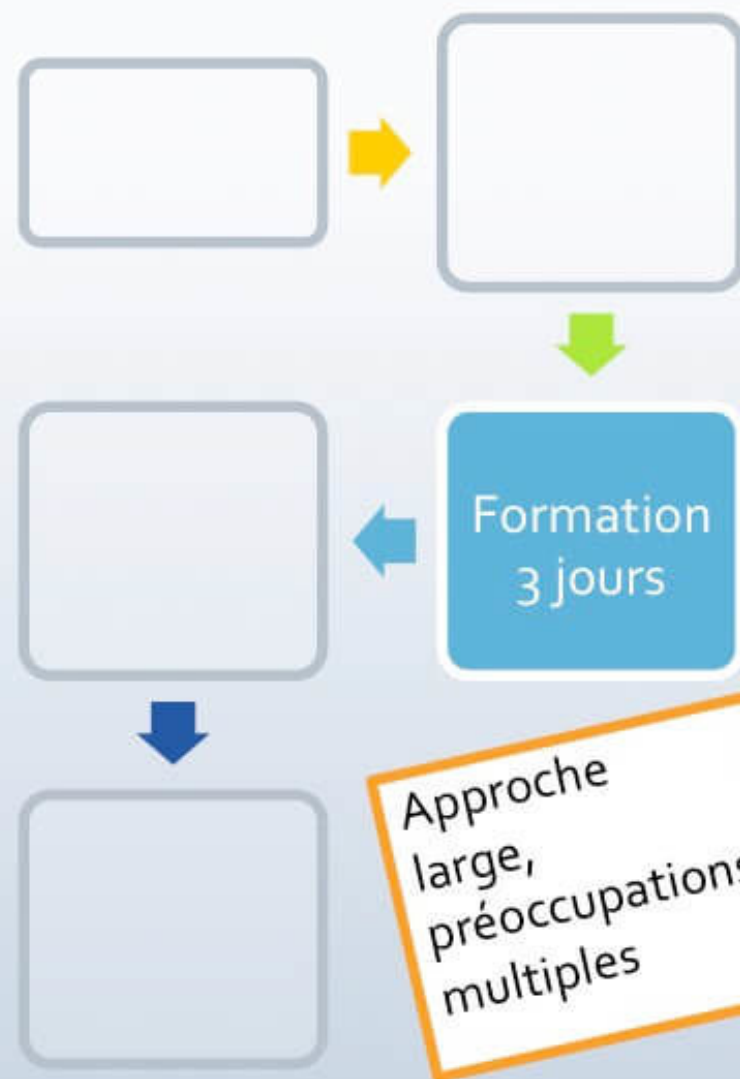 Formation
3 jours
Approche
large,
préoccupations
multiples